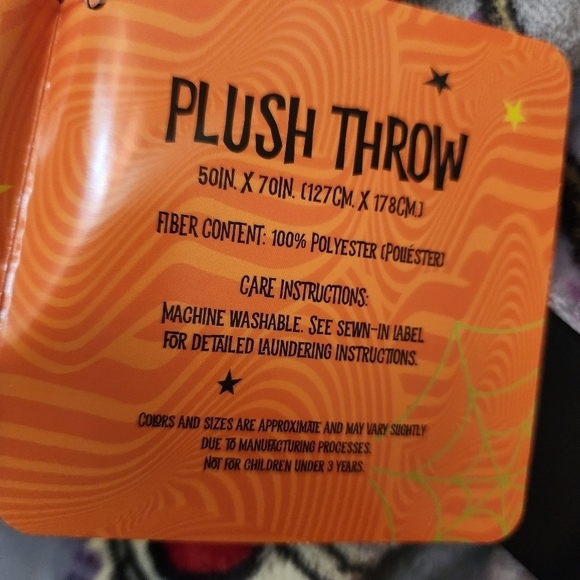 PLUSH THROW
50IN. X 70IN. (127CM. X 178CM.)
FIBER CONTENT: 100% POLYESTER (POLIÉSTER)
CARE INSTRUCTIONS:
MACHINE WASHABLE. SEE SEWN-IN LABEL
FOR DETAILED LAUNDERING INSTRUCTIONS.
COLORS AND SIZES ARE APPROXIMATE AND MAY VARY SLIGHTLY
DUE TO MANUFACTURING PROCESSES.
NOT FOR CHILDREN UNDER 3 YEARS.